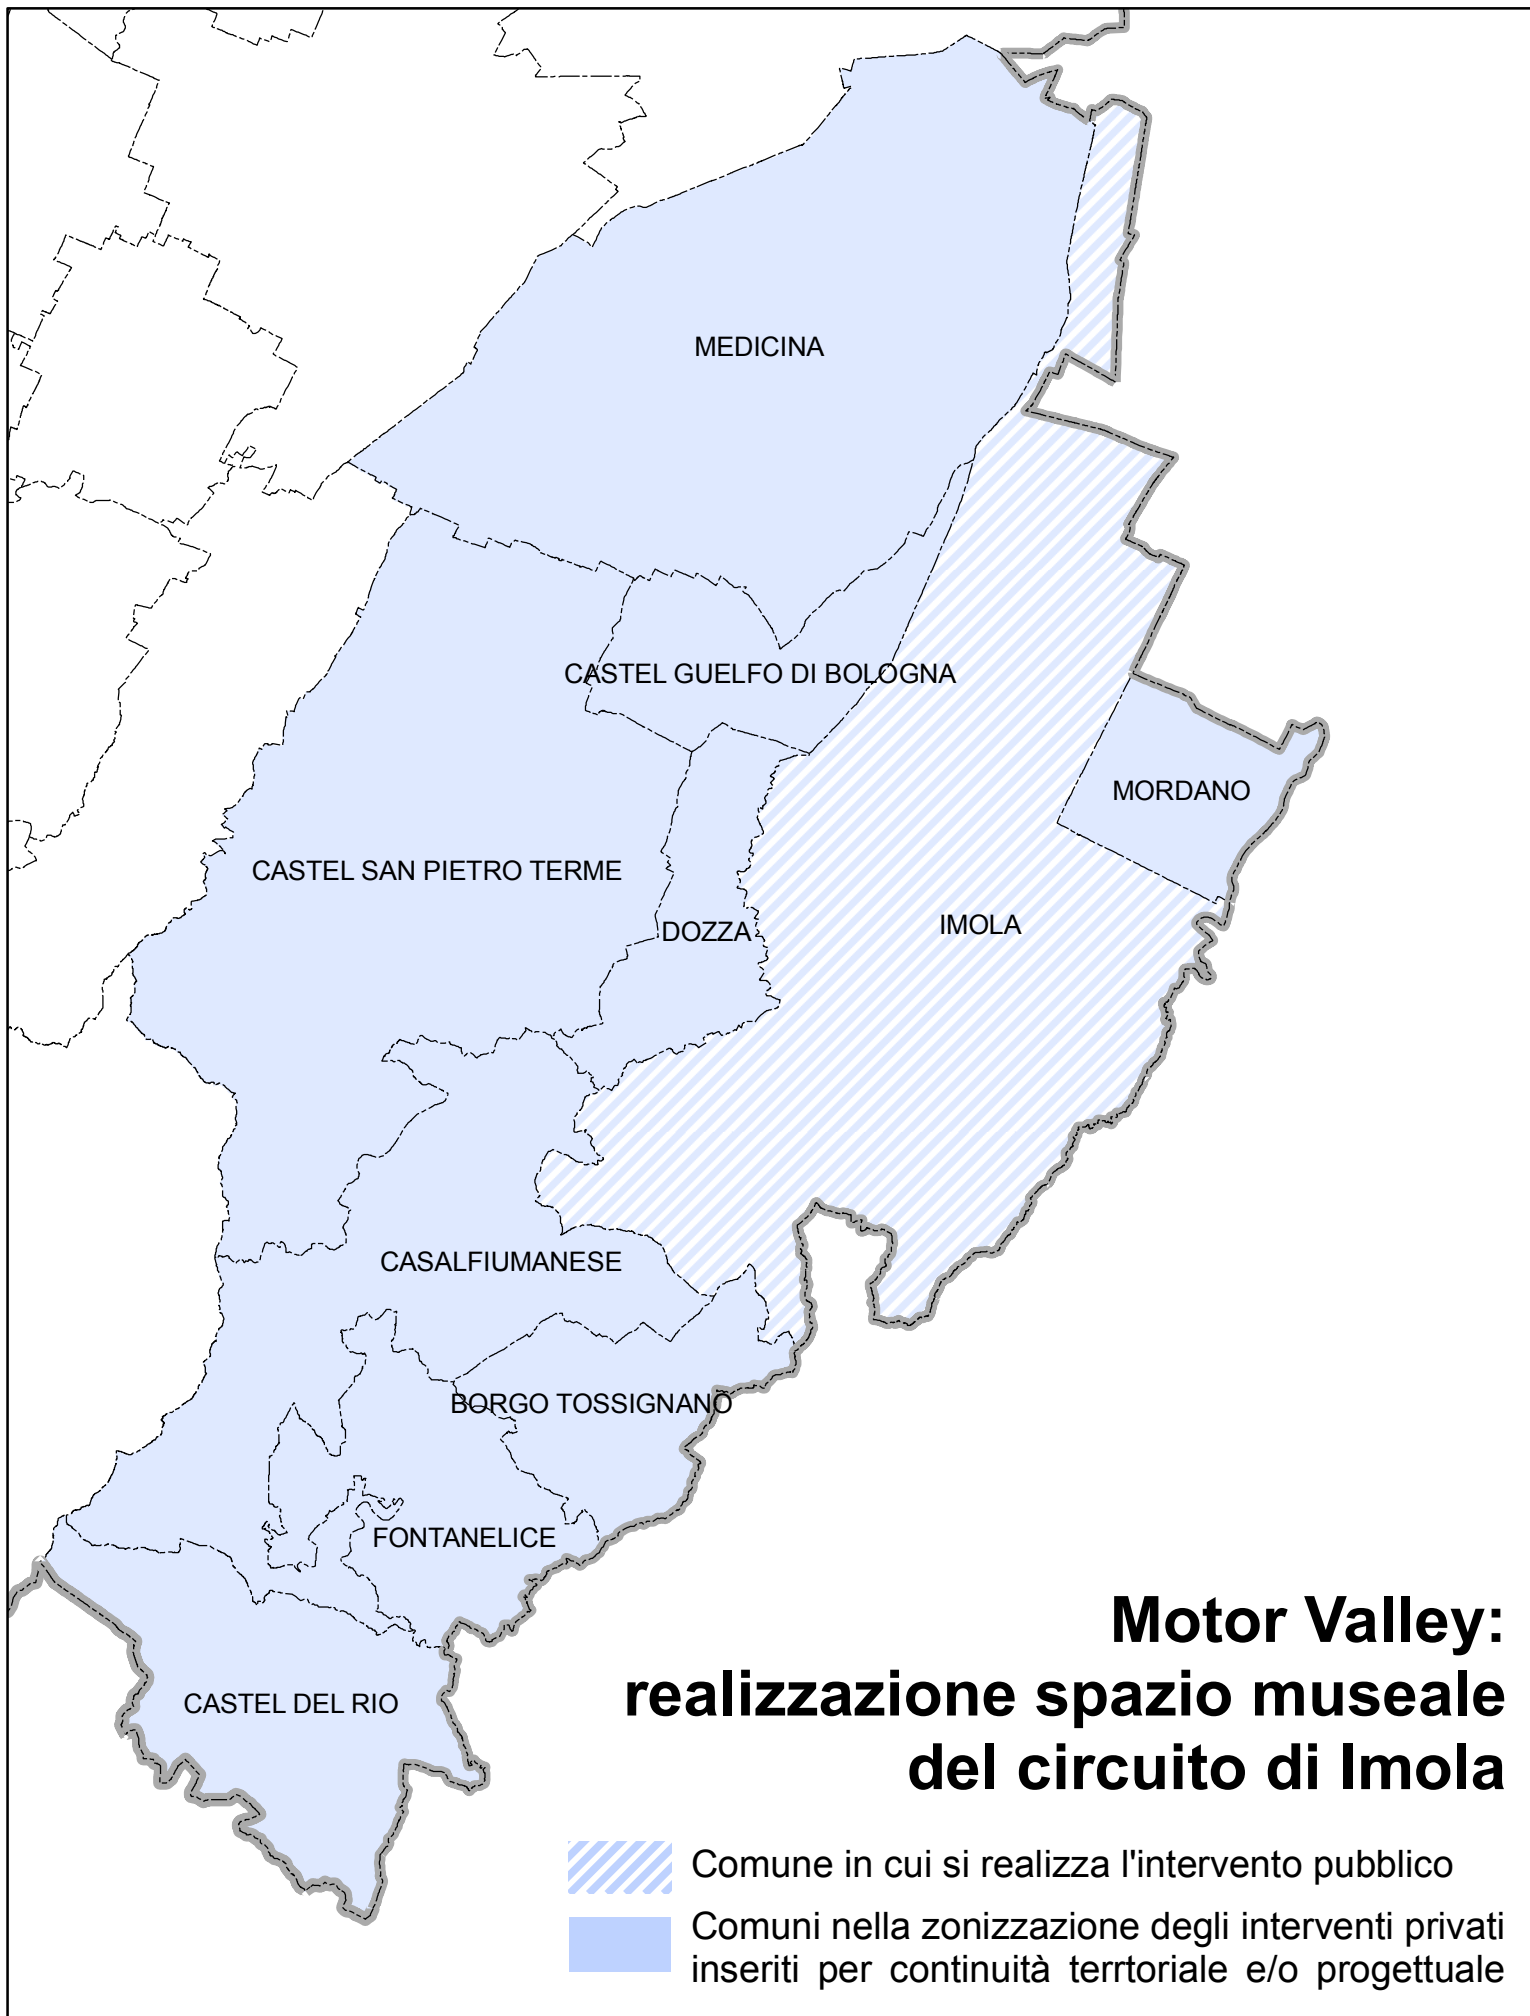 MEDICINA
CASTEL GUELFO DI BOLOGNA
MORDANO
CASTEL SAN PIETRO TERME
DOZZA
IMOLA
CASALFIUMANESE
BORGO TOSSIGNANO
FONTANELICE
CASTEL DEL RIO
Motor Valley:
realizzazione spazio museale
del circuito di Imola
Comune in cui si realizza l'intervento pubblico
Comuni nella zonizzazione degli interventi privati
inseriti per continuità terrtoriale e/o progettuale